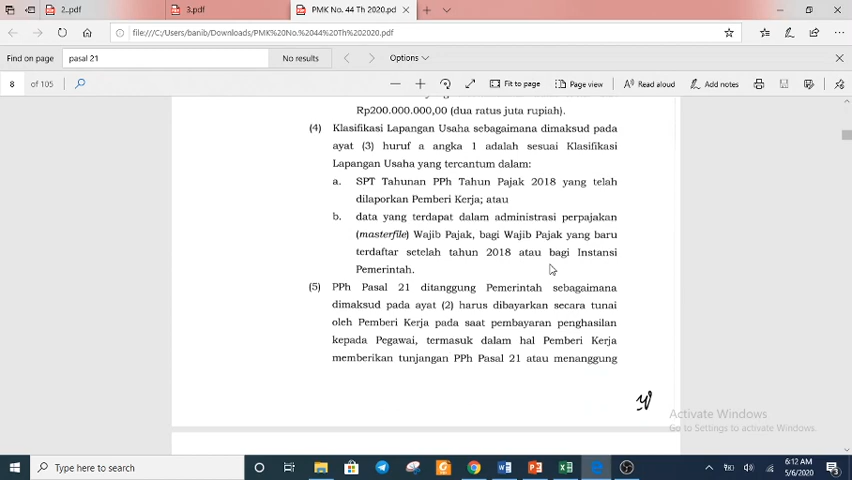 2..pdf
3.pdf
PMK No. 44 Th 2020.pd
file:///C:/Users/banib/Downloads/PMK%20No.%2044%20Th%202020.pdf
Find on page
pasal 21
No results
Options
8 of 105
Fit to page
Page view
Read aloud
Add notes
Rp200.000.000,00 (dua ratus juta rupiah).
(4) Klasifikasi Lapangan Usaha sebagaimana dimaksud pada
ayat (3) huruf a angka 1 adalah sesuai Klasifikasi
Lapangan Usaha yang tercantum dalam:
a. SPT Tahunan PPh Tahun Pajak 2018 yang telah
dilaporkan Pemberi Kerja; atau
b. data yang terdapat dalam administrasi perpajakan
(masterfile) Wajib Pajak, bagi Wajib Pajak yang baru
terdaftar setelah tahun 2018 atau bagi Instansi
Pemerintah.
(5) PPh Pasal 21 ditanggung Pemerintah sebagaimana
dimaksud pada ayat (2) harus dibayarkan secara tunai
oleh Pemberi Kerja pada saat pembayaran penghasilan
kepada Pegawai, termasuk dalam hal Pemberi Kerja
memberikan tunjangan PPh Pasal 21 atau menanggung
Activate Windows
Go to Settings to activate Windows.
Type here to search
6:12 AM
5/6/2020